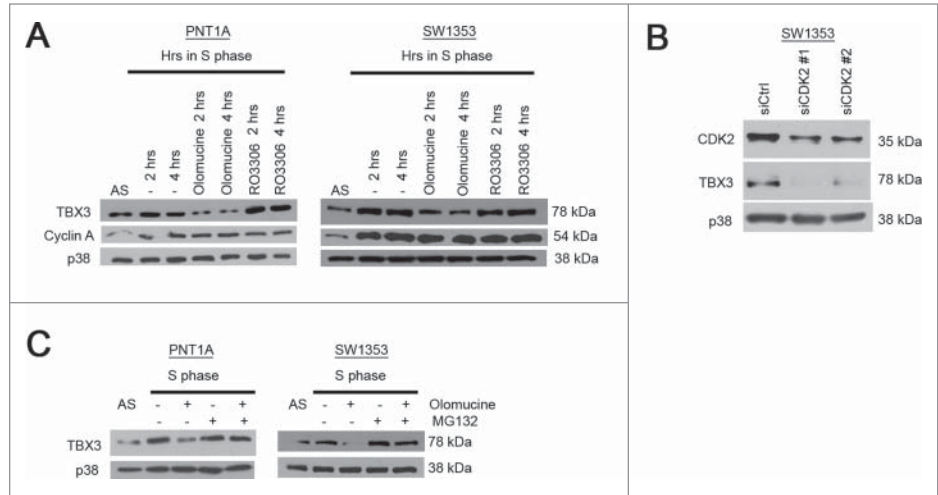 A
PNT1A
Hrs in S phase
AS
-
2 hrs
-
4 hrs
Olomucine 2 hrs
Olomucine 4 hrs
RO3306 2 hrs
RO3306 4 hrs
SW1353
Hrs in S phase
AS
-
2 hrs
-
4 hrs
Olomucine 2 hrs
Olomucine 4 hrs
RO3306 2 hrs
RO3306 4 hrs
TBX3 78 kDa
Cyclin A 54 kDa
p38 38 kDa
B
SW1353
siCtrl
siCDK2 #1
siCDK2 #2
CDK2 35 kDa
TBX3 78 kDa
p38 38 kDa
C
PNT1A SW1353
S phase S phase
AS - + - + AS - + - + Olomucine
- - + + - - + + MG132
TBX3 78 kDa
p38 38 kDa